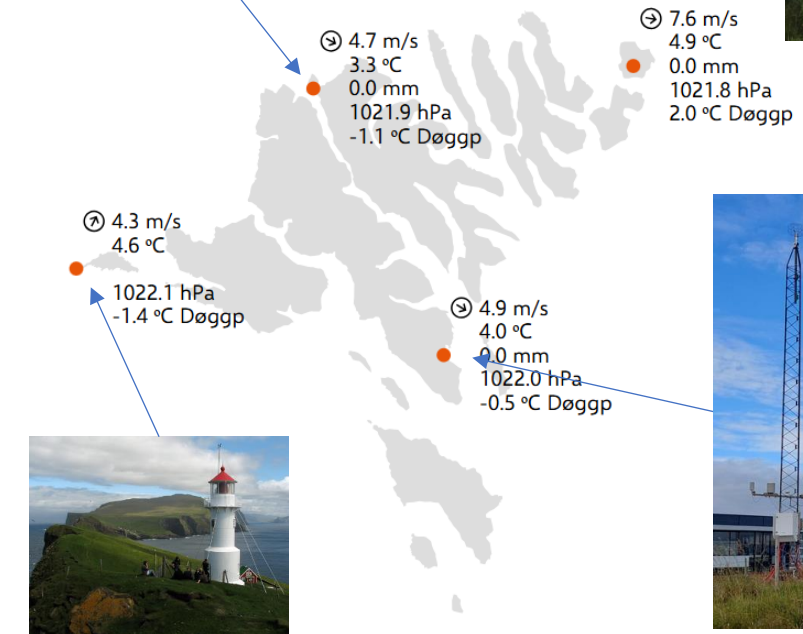 4.7 m/s
3.3 ºC
0.0 mm
1021.9 hPa
-1.1 ºC Døggp
7.6 m/s
4.9 ºC
0.0 mm
1021.8 hPa
2.0 ºC Døggp
4.3 m/s
4.6 ºC
1022.1 hPa
-1.4 ºC Døggp
4.9 m/s
4.0 ºC
0.0 mm
1022.0 hPa
-0.5 ºC Døggp